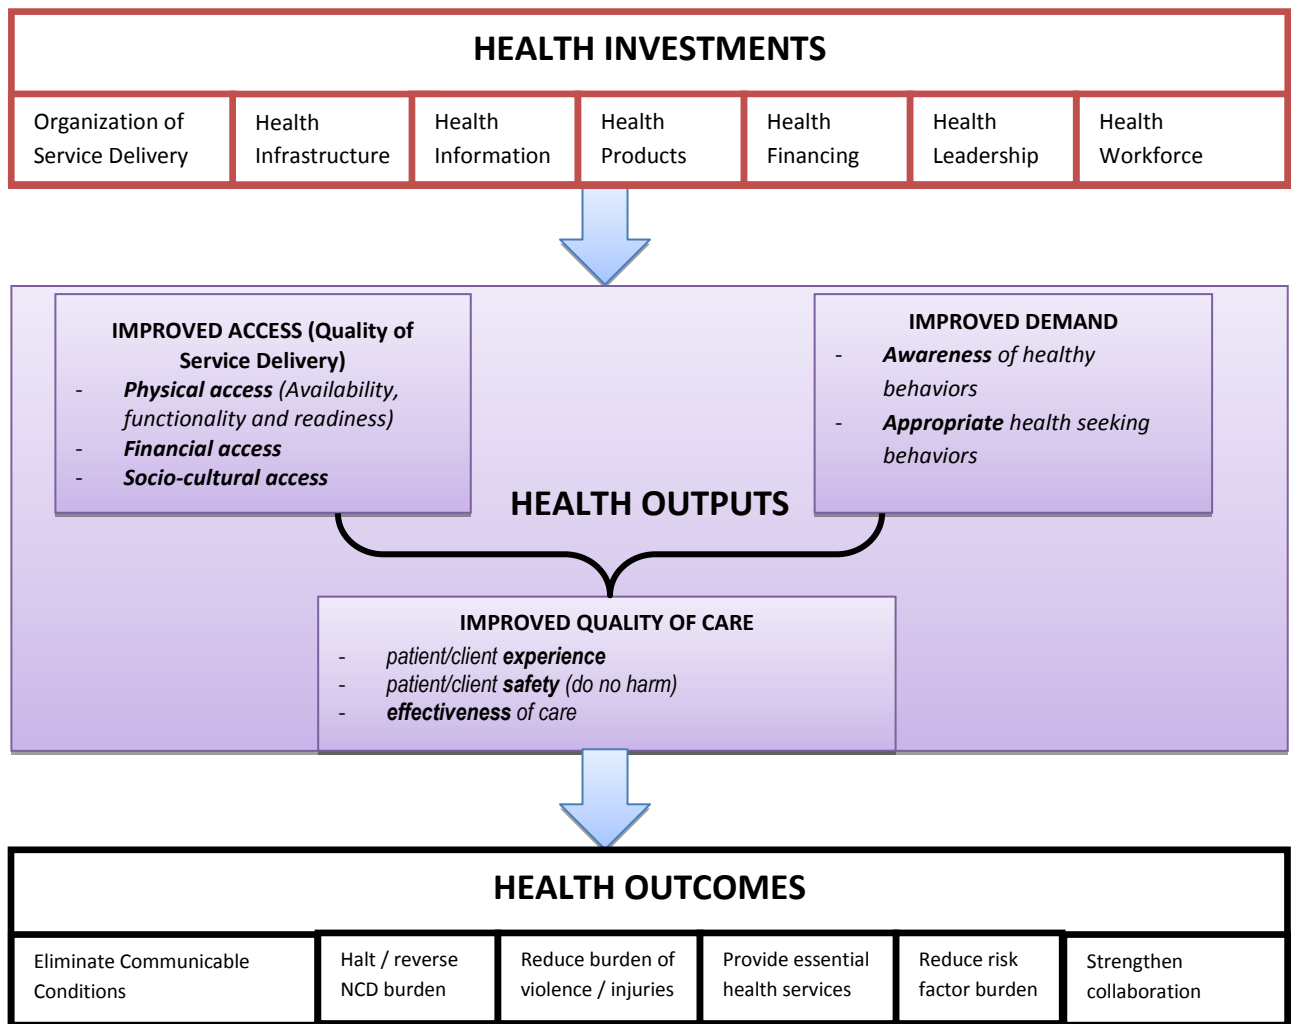 HEALTH INVESTMENTS
Organization of
Service Delivery
Health
Infrastructure
Health
Information
Health
Products
Health
Financing
Health
Leadership
Health
Workforce
IMPROVED ACCESS (Quality of
Service Delivery)
- Physical access (Availability,
functionality and readiness)
- Financial access
- Socio-cultural access
IMPROVED DEMAND
- Awareness of healthy
behaviors
- Appropriate health seeking
behaviors
HEALTH OUTPUTS
IMPROVED QUALITY OF CARE
- patient/client experience
- patient/client safety (do no harm)
- effectiveness of care
HEALTH OUTCOMES
Eliminate Communicable
Conditions
Halt / reverse
NCD burden
Reduce burden of
violence / injuries
Provide essential
health services
Reduce risk
factor burden
Strengthen
collaboration